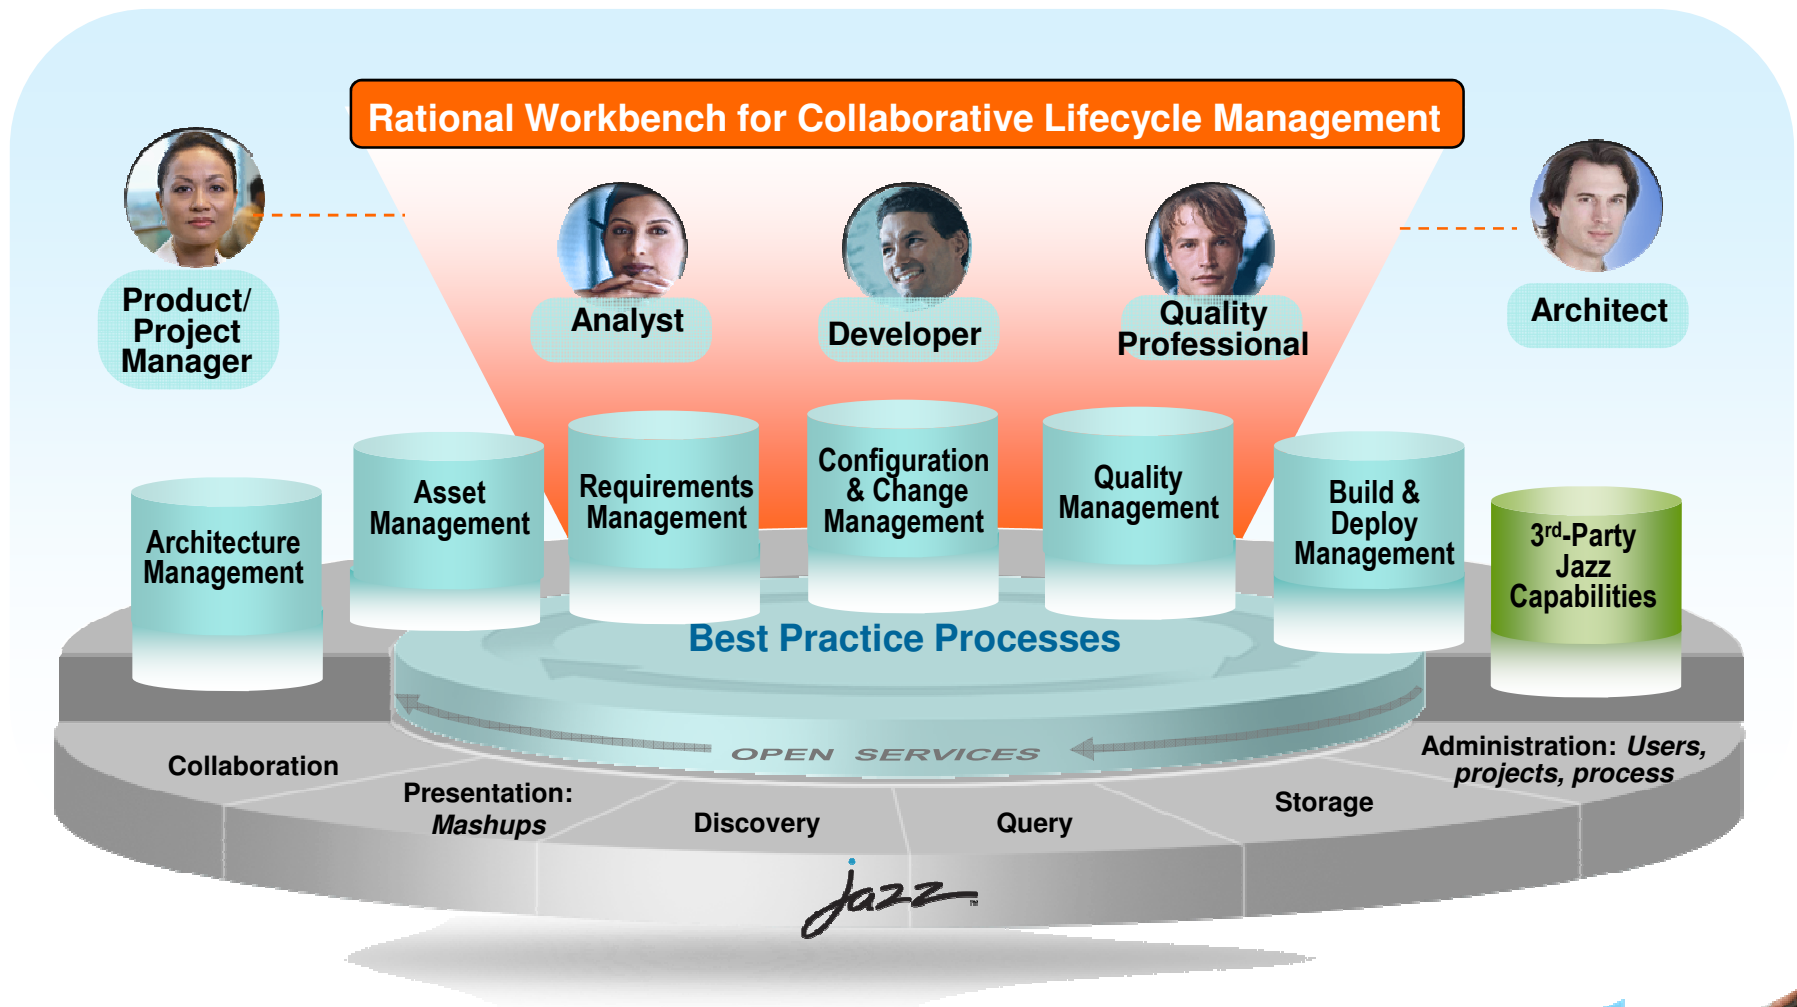 Rational Workbench for Collaborative Lifecycle Management
Product/
Project
Manager
Analyst
Developer
Quality
Professional
Architect
Architecture
Management
Asset
Management
Requirements
Management
Configuration
& Change
Management
Quality
Management
Build &
Deploy
Management
3rd-Party
Jazz
Capabilities
Best Practice Processes
OPEN SERVICES
Collaboration
Presentation:
Mashups
Discovery
Query
Storage
Administration: Users,
projects, process
jazz™